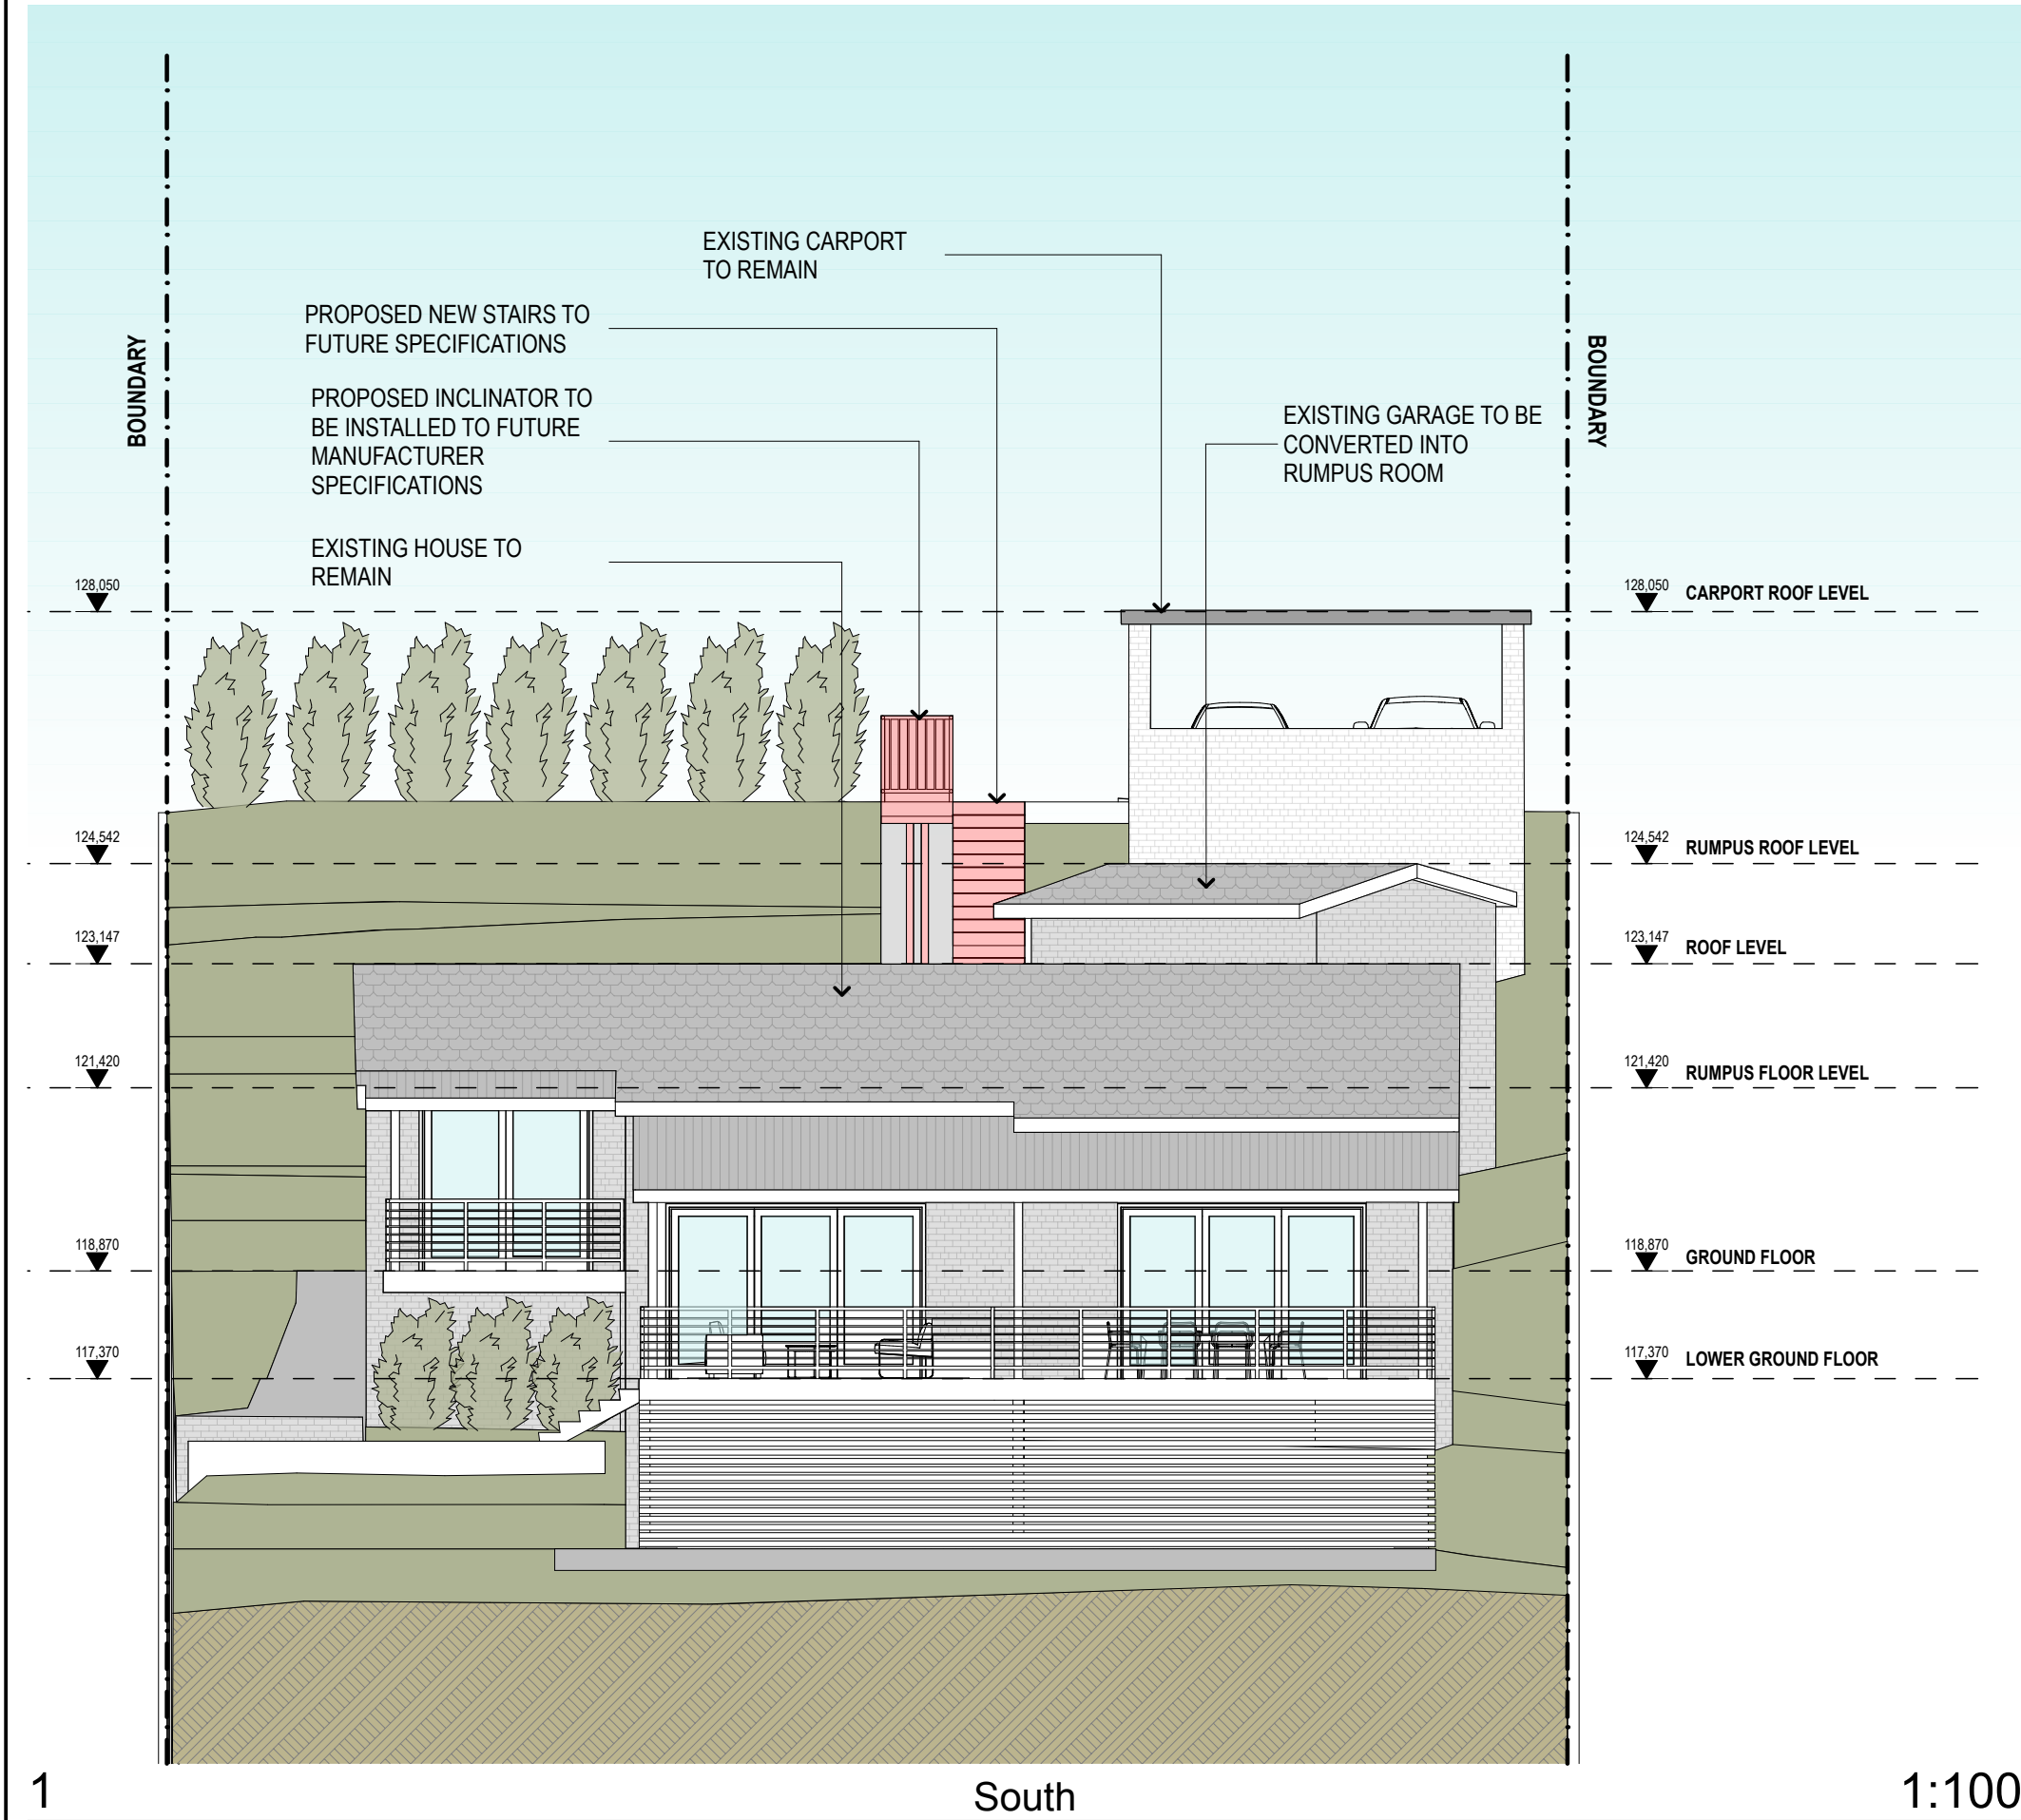 EXISTING CARPORT
TO REMAIN
PROPOSED NEW STAIRS TO
FUTURE SPECIFICATIONS
BOUNDARY
BOUNDARY
PROPOSED INCLINATOR TO
BE INSTALLED TO FUTURE
MANUFACTURER
SPECIFICATIONS
EXISTING GARAGE TO BE
CONVERTED INTO
RUMPUS ROOM
EXISTING HOUSE TO
REMAIN
128,050
128,050 CARPORT ROOF LEVEL
124,542
124,542 RUMPUS ROOF LEVEL
123,147
123,147 ROOF LEVEL
121,420
121,420 RUMPUS FLOOR LEVEL
118,870
118,870 GROUND FLOOR
117,370
117,370 LOWER GROUND FLOOR
1 South 1:100